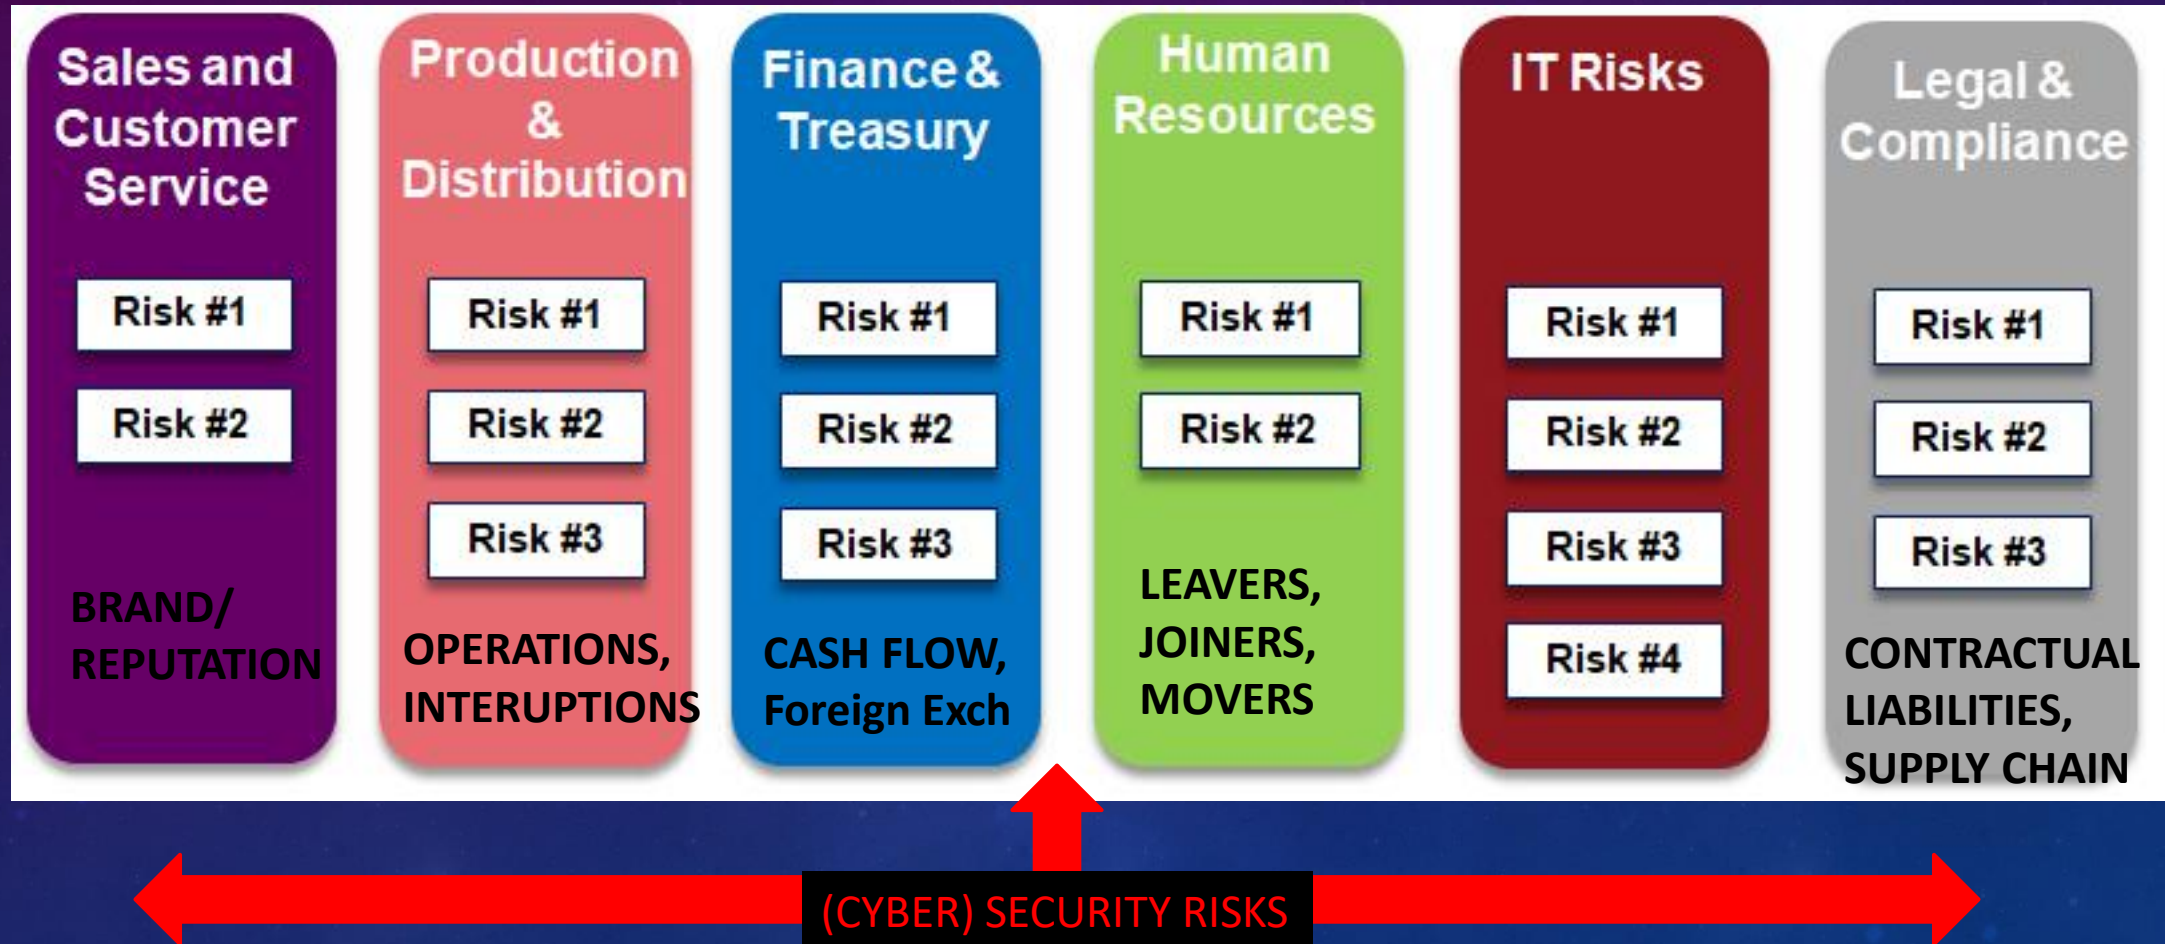 Sales and
Customer
Service
Risk #1
Risk #2
BRAND/
REPUTATION
Production
&
Distribution
Risk #1
Risk #2
Risk #3
OPERATIONS,
INTERUPTIONS
Finance &
Treasury
Risk #1
Risk #2
Risk #3
CASH FLOW,
Foreign Exch
Human
Resources
Risk #1
Risk #2
LEAVERS,
JOINERS,
MOVERS
IT Risks
Risk #1
Risk #2
Risk #3
Risk #4
Legal &
Compliance
Risk #1
Risk #2
Risk #3
CONTRACTUAL
LIABILITIES,
SUPPLY CHAIN
(CYBER) SECURITY RISKS